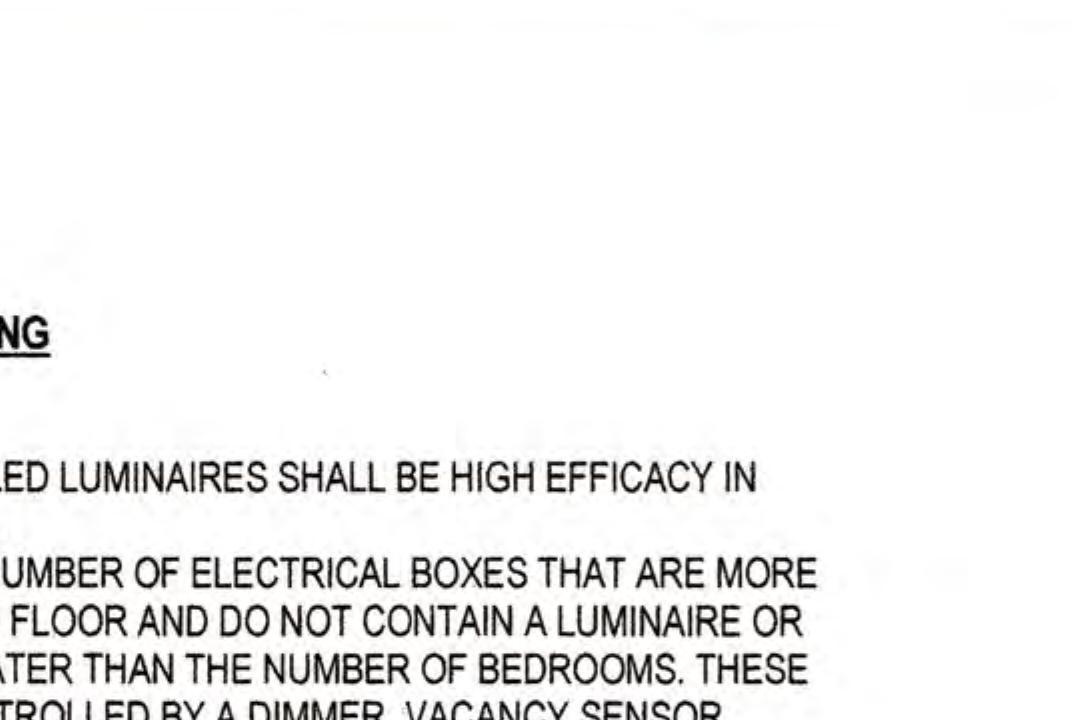 NG
LED LUMINAIRES SHALL BE HIGH EFFICACY IN
UMBER OF ELECTRICAL BOXES THAT ARE MORE
FLOOR AND DO NOT CONTAIN A LUMINAIRE OR
ATER THAN THE NUMBER OF BEDROOMS. THESE
TROLLED BY A DIMMER, VACANCY SENSOR